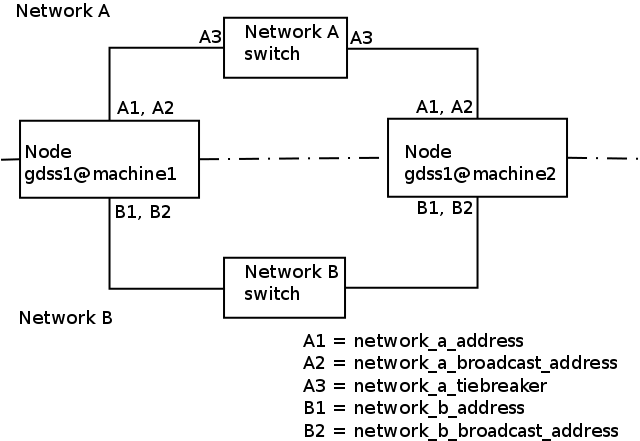 Network A
Network A
switch
A3
A3
A1, A2
A1, A2
Node
gdss1@machine1
Node
gdss1@machine2
B1, B2
B1, B2
Network B
switch
Network B
A1 = network_a_address
A2 = network_a_broadcast_address
A3 = network_a_tiebreaker
B1 = network_b_address
B2 = network_b_broadcast_address